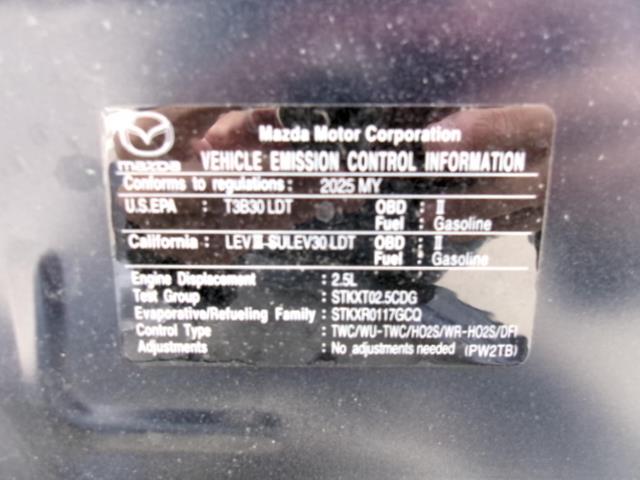 Mazda Motor Corporation
mazda VEHICLE EMISSION CONTROL INFORMATION
Conforms to regulations : 2025 MY
U.S.EPA : T3B30 LDT OBD : II
Fuel : Gasoline
California : LEVIII-SULEV30 LDT OBD : II
Fuel : Gasoline
Engine Displacement : 2.5L
Test Group : STKXT02.5CDG
Evaporative/Refueling Family : STKXR0117GCQ
Control Type : TWC/WU-TWC/HO2S/WR-HO2S/DFI
Adjustments : No adjustments needed (PW2TB)